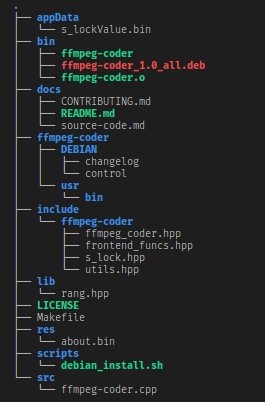 .
├── appData
│   └── s_lockValue.bin
├── bin
│   ├── ffmpeg-coder
│   ├── ffmpeg-coder_1.0_all.deb
│   └── ffmpeg-coder.o
├── docs
│   ├── CONTRIBUTING.md
│   ├── README.md
│   └── source-code.md
├── ffmpeg-coder
│   ├── DEBIAN
│   │   ├── changelog
│   │   └── control
│   └── usr
│       └── bin
├── include
│   └── ffmpeg-coder
│       ├── ffmpeg_coder.hpp
│       ├── frontend_funcs.hpp
│       ├── s_lock.hpp
│       └── utils.hpp
├── lib
│   └── rang.hpp
├── LICENSE
├── Makefile
├── res
│   └── about.bin
├── scripts
│   └── debian_install.sh
└── src
    └── ffmpeg-coder.cpp